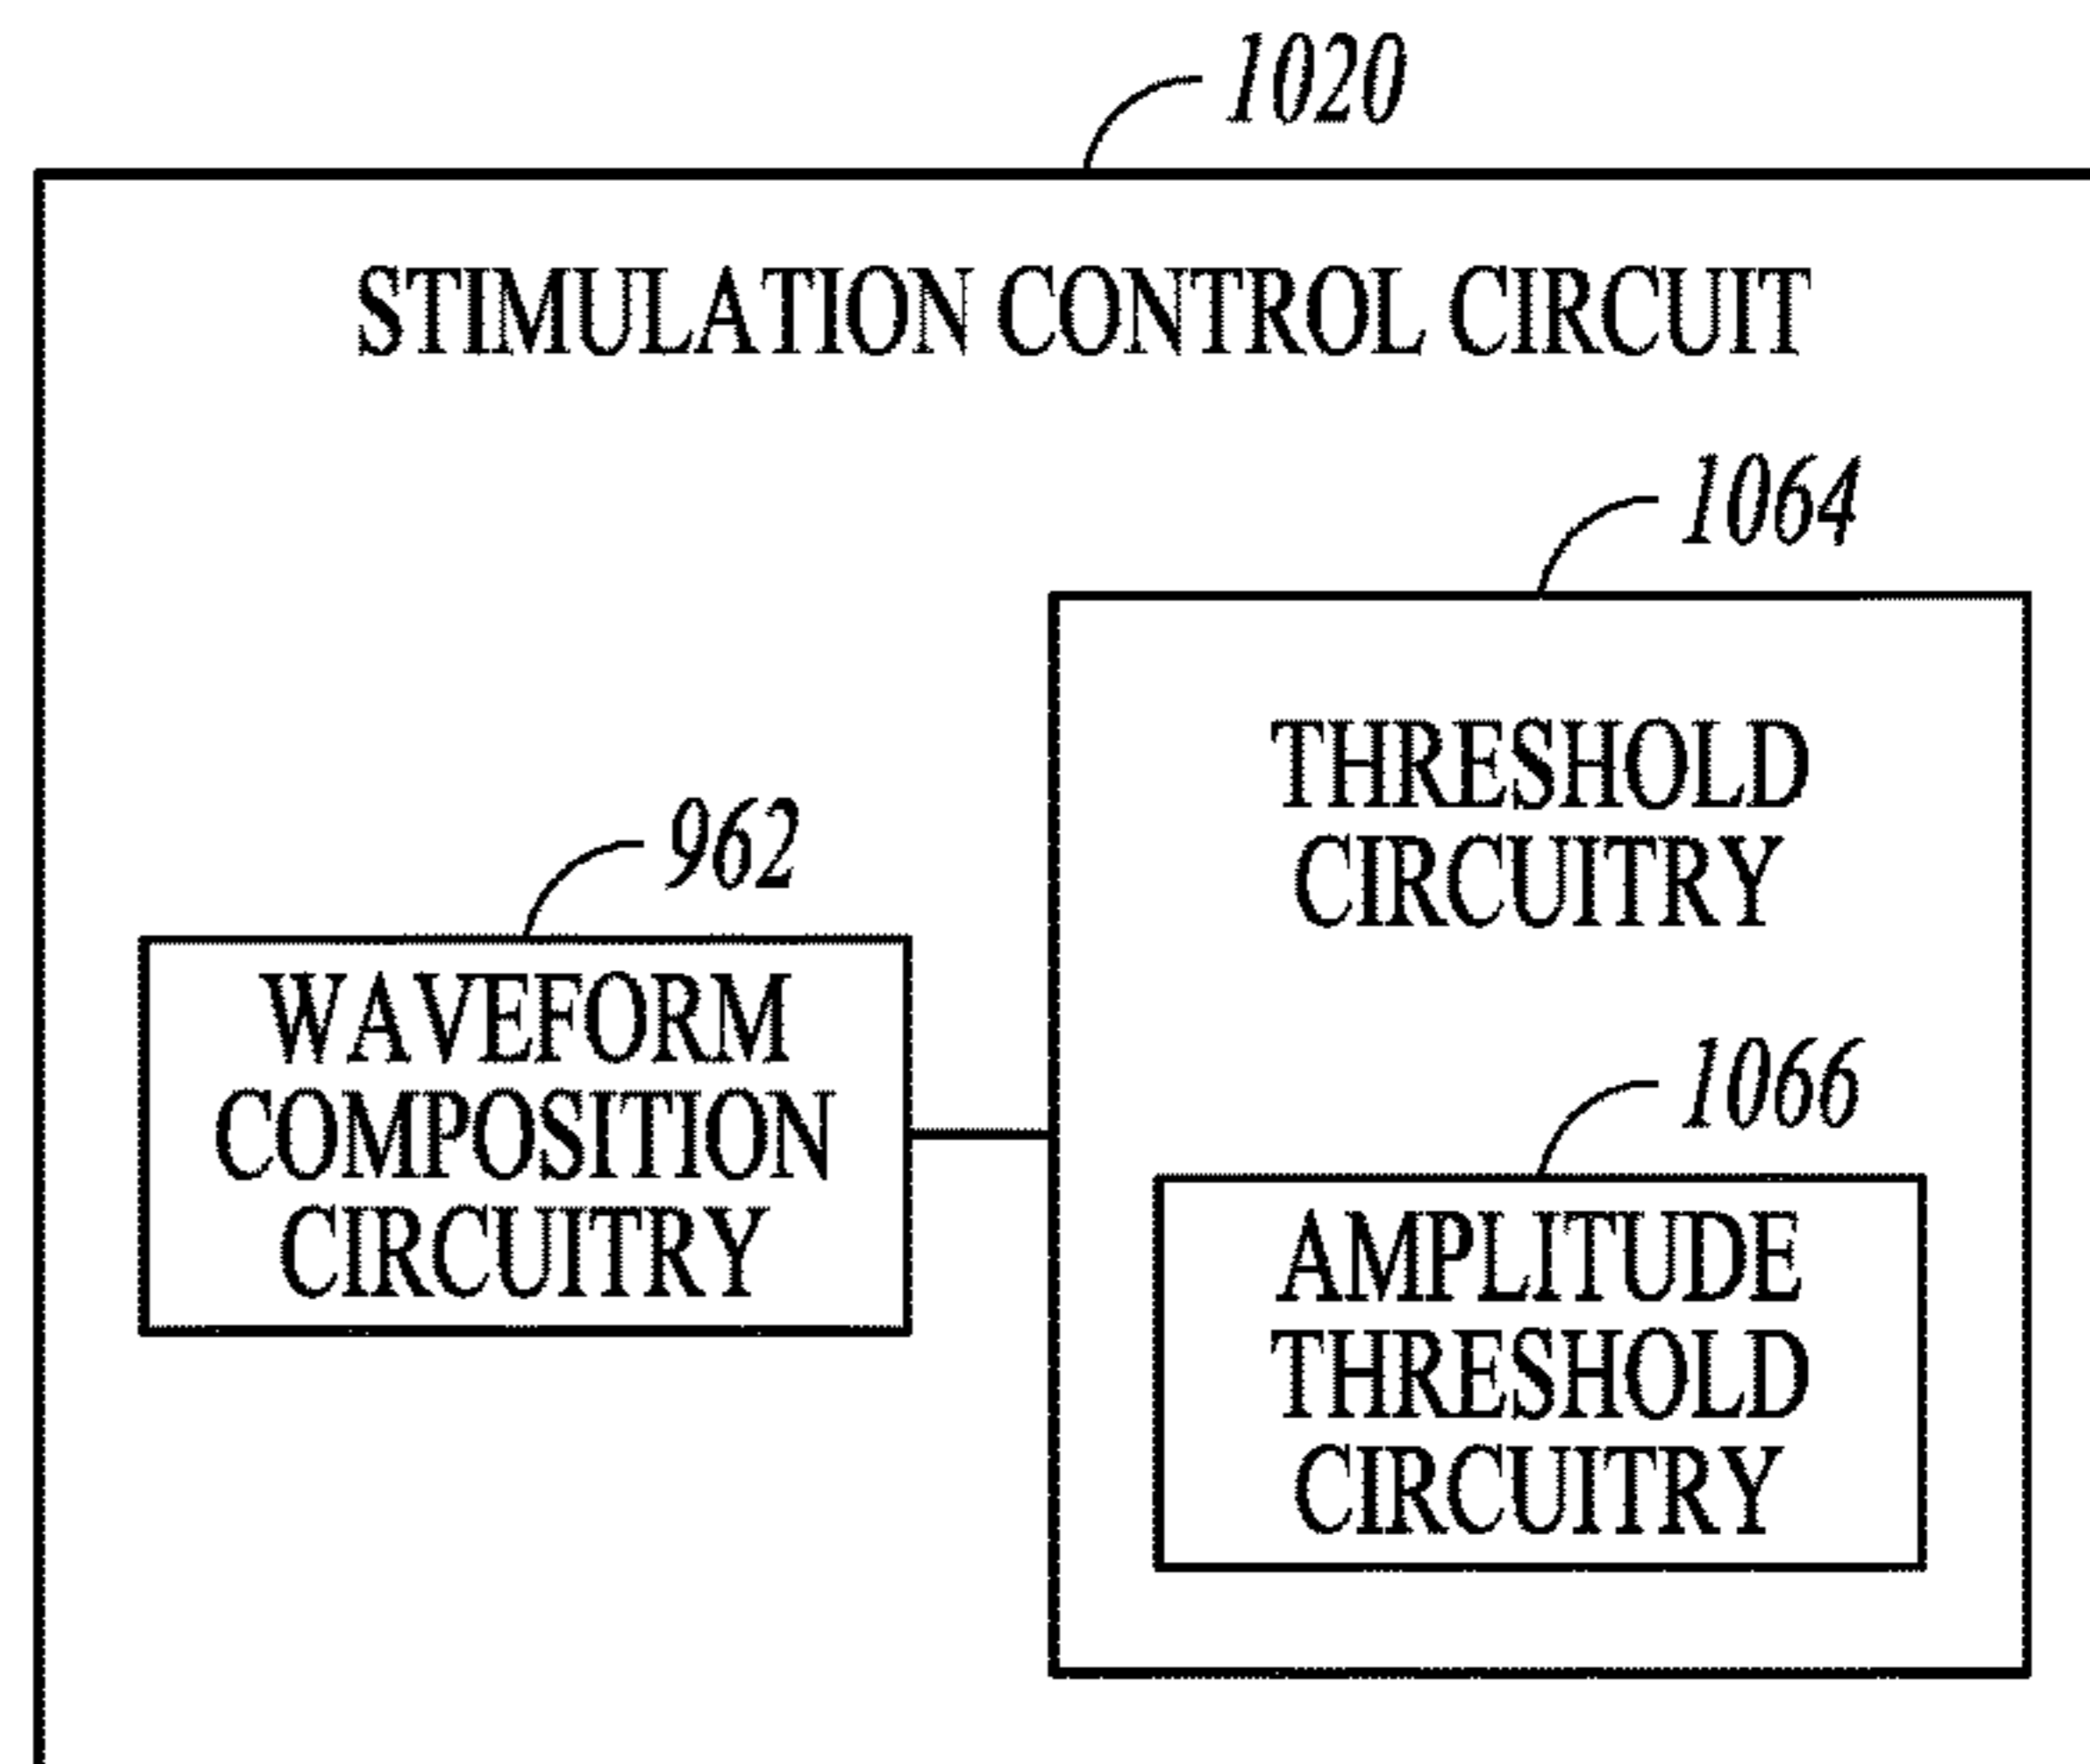 1020
STIMULATION CONTROL CIRCUIT
1064
THRESHOLD
CIRCUITRY
962
WAVEFORM
COMPOSITION
CIRCUITRY
1066
AMPLITUDE
THRESHOLD
CIRCUITRY